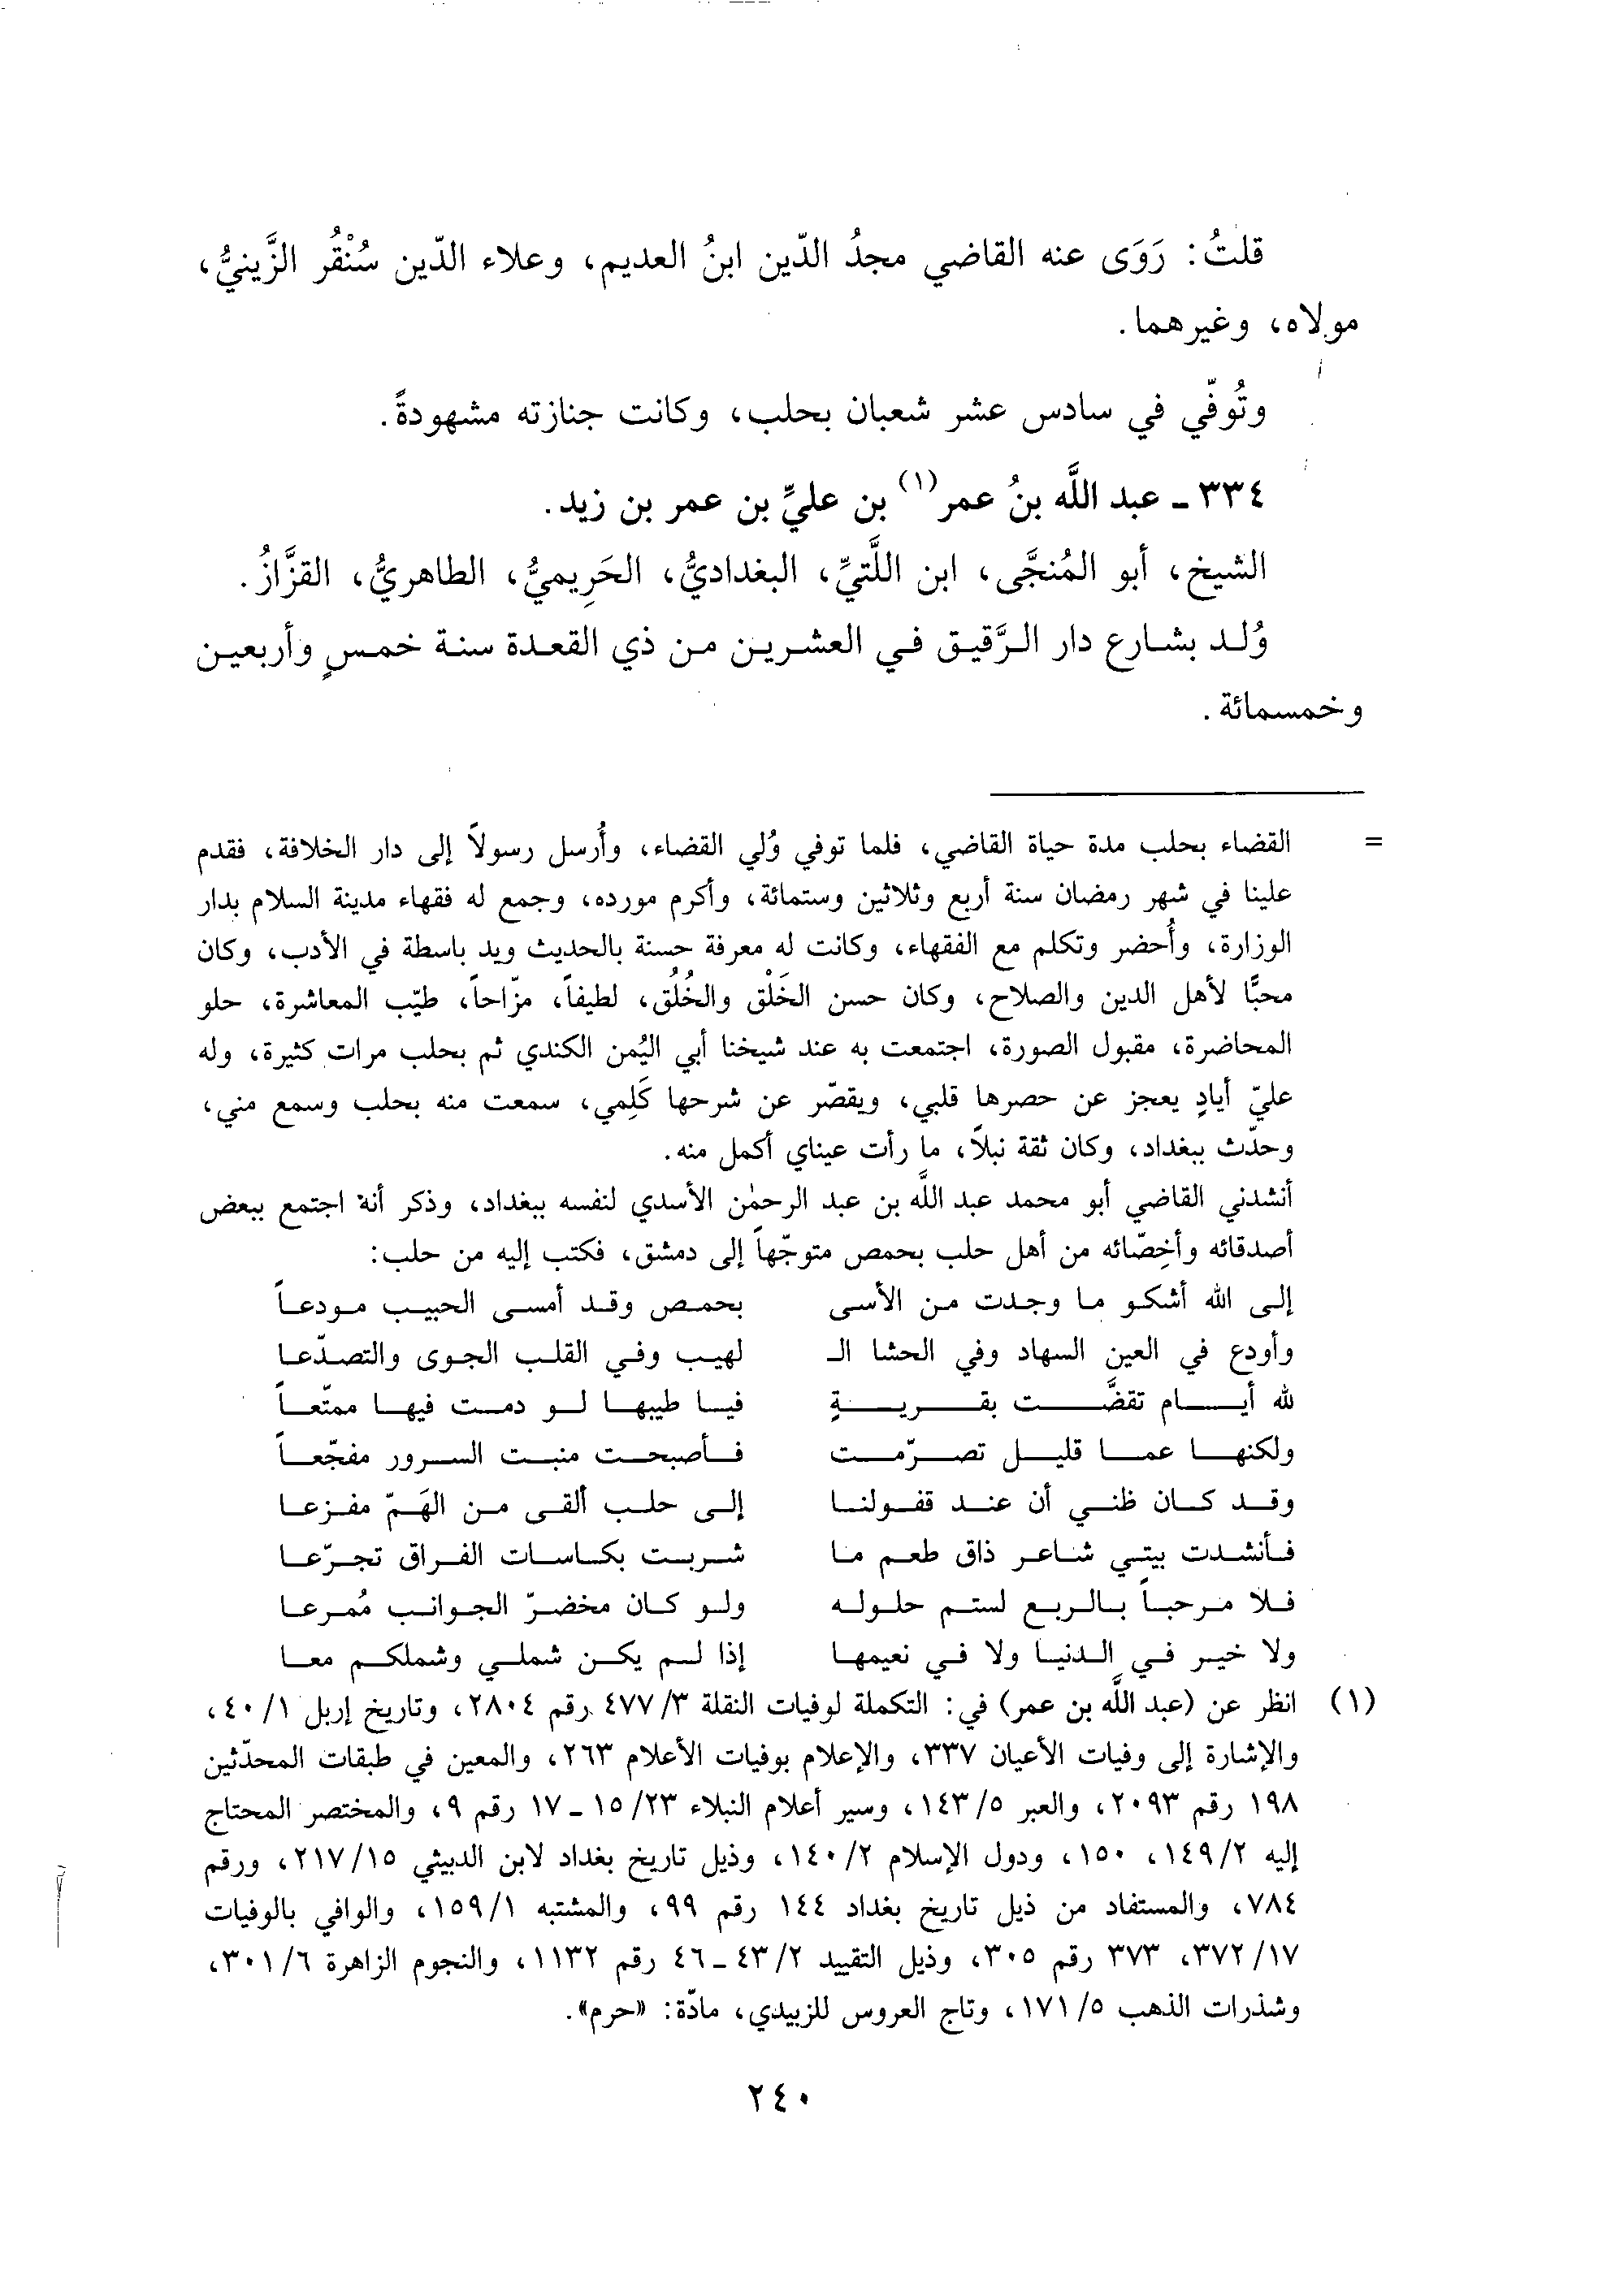 قلتُ: رَوَى عنه القاضي مجدُ الدّين ابنُ العديم، وعلاء الدّين سُنْقُر الزَّينيُّ،
مولاه، وغيرهما.
وتُوفّي في سادس عشر شعبان بحلب، وكانت جنازته مشهودةً.
٣٣٤ ـ عبد اللَّه بنُ عمر(١) بن عليِّ بن عمر بن زيد.
الشيخ، أبو المُنجَّى، ابن اللَّتيِّ، البغداديُّ، الحَرِيميُّ، الطاهريُّ، القزَّازُ.
وُلد بشارع دار الرَّقيق في العشرين من ذي القعدة سنة خمسٍ وأربعين
وخمسمائة.
= القضاء بحلب مدة حياة القاضي، فلما توفي وُلي القضاء، وأُرسل رسولاً إلى دار الخلافة، فقدم
علينا في شهر رمضان سنة أربع وثلاثين وستمائة، وأكرم مورده، وجمع له فقهاء مدينة السلام بدار
الوزارة، وأُحضر وتكلم مع الفقهاء، وكانت له معرفة حسنة بالحديث ويد باسطة في الأدب، وكان
محبًّا لأهل الدين والصلاح، وكان حسن الخَلْق والخُلُق، لطيفاً، مزّاحاً، طيّب المعاشرة، حلو
المحاضرة، مقبول الصورة، اجتمعت به عند شيخنا أبي اليُمن الكندي ثم بحلب مرات كثيرة، وله
عليّ أيادٍ يعجز عن حصرها قلبي، ويقصّر عن شرحها كَلِمي، سمعت منه بحلب وسمع مني،
وحدّث ببغداد، وكان ثقة نبلاً، ما رأت عيناي أكمل منه.
أنشدني القاضي أبو محمد عبد اللَّه بن عبد الرحمٰن الأسدي لنفسه ببغداد، وذكر أنه اجتمع ببعض
أصدقائه وأخِصّائه من أهل حلب بحمص متوجّهاً إلى دمشق، فكتب إليه من حلب:
إلى الله أشكو ما وجدت من الأسى بحمص وقد أمسى الحبيب مودعاً
وأودع في العين السهاد وفي الحشا الـ لهيب وفي القلب الجوى والتصدّعا
لله أيام تقضَّت بقريةٍ فيا طيبها لو دمت فيها ممتّعاً
ولكنها عما قليل تصرّمت فأصبحت منبت السرور مفجّعاً
وقد كان ظني أن عند قفولنا إلى حلب ألقى من الهَمّ مفزعا
فأنشدت بيتي شاعر ذاق طعم ما شربت بكاسات الفراق تجرّعا
فلا مرحباً بالربع لستم حلوله ولو كان مخضرّ الجوانب مُمرعا
ولا خير في الدنيا ولا في نعيمها إذا لم يكن شملي وشملكم معا
(١) انظر عن (عبد اللَّه بن عمر) في: التكملة لوفيات النقلة ٤٧٧/٣ رقم ٢٨٠٤، وتاريخ إربل ٤٠/١،
والإشارة إلى وفيات الأعيان ٣٣٧، والإعلام بوفيات الأعلام ٢٦٣، والمعين في طبقات المحدّثين
١٩٨ رقم ٢٠٩٣، والعبر ١٤٣/٥، وسير أعلام النبلاء ١٥/٢٣ ـ ١٧ رقم ٩، والمختصر المحتاج
إليه ١٤٩/٢، ١٥٠، ودول الإسلام ١٤٠/٢، وذيل تاريخ بغداد لابن الدبيثي ٢١٧/١٥، ورقم
٧٨٤، والمستفاد من ذيل تاريخ بغداد ١٤٤ رقم ٩٩، والمشتبه ١٥٩/١، والوافي بالوفيات
٣٧٢/١٧، ٣٧٣ رقم ٣٠٥، وذيل التقييد ٤٣/٢ ـ ٤٦ رقم ١١٣٢، والنجوم الزاهرة ٣٠١/٦،
وشذرات الذهب ١٧١/٥، وتاج العروس للزبيدي، مادّة: «حرم».
٢٤٠